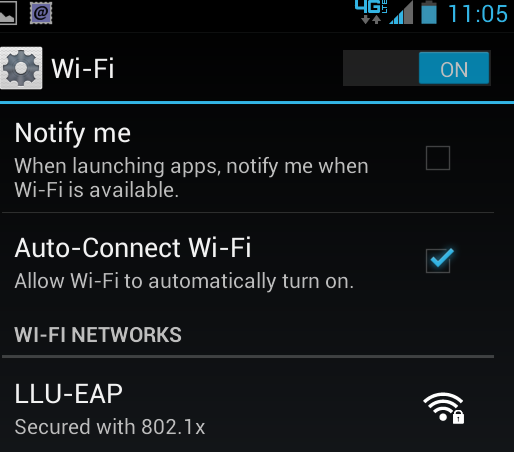 @ 4G LTE 11:05
Wi-Fi ON
Notify me
When launching apps, notify me when
Wi-Fi is available.
Auto-Connect Wi-Fi
Allow Wi-Fi to automatically turn on.
WI-FI NETWORKS
LLU-EAP
Secured with 802.1x